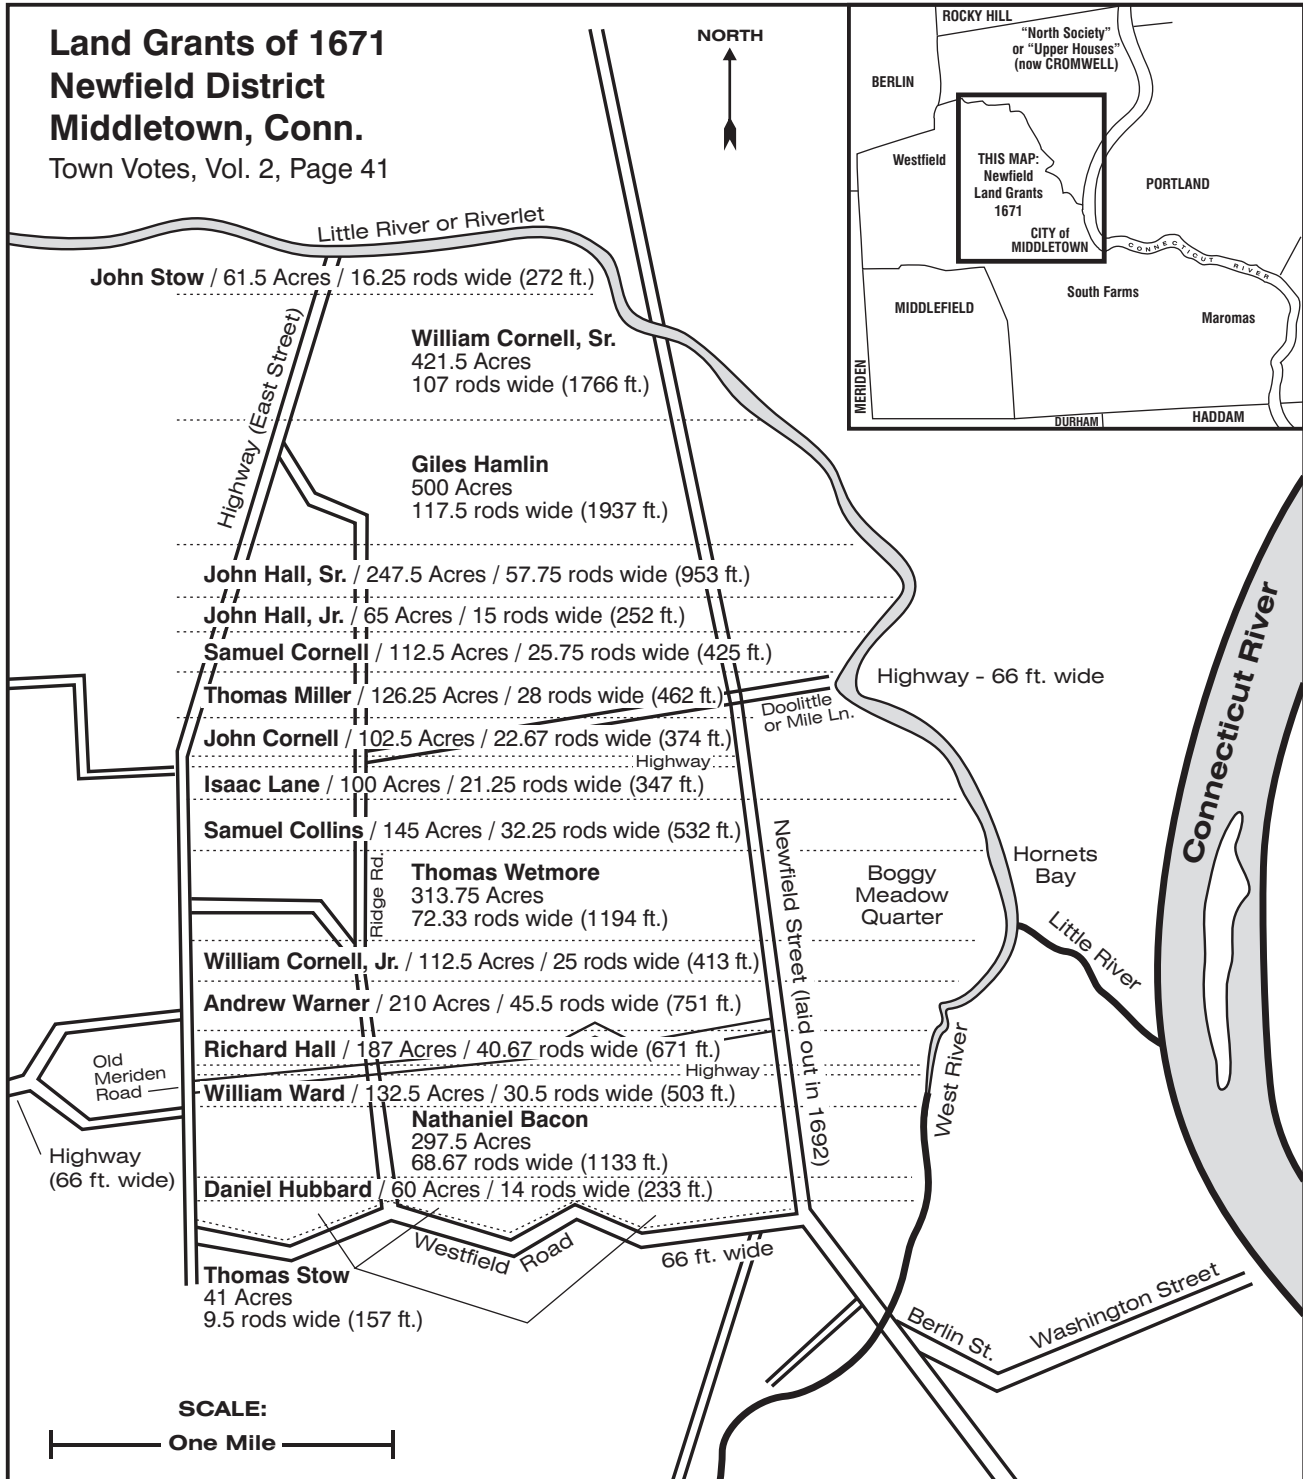 Land Grants of 1671
Newfield District
Middletown, Conn.
Town Votes, Vol. 2, Page 41
NORTH
ROCKY HILL
“North Society”
or “Upper Houses”
(now CROMWELL)
BERLIN
Westfield
THIS MAP:
Newfield
Land Grants
1671
PORTLAND
CITY of
MIDDLETOWN
CONNECTICUT RIVER
South Farms
MIDDLEFIELD
Maromas
MERIDEN
DURHAM
HADDAM
Little River or Riverlet
John Stow / 61.5 Acres / 16.25 rods wide (272 ft.)
Highway (East Street)
William Cornell, Sr.
421.5 Acres
107 rods wide (1766 ft.)
Giles Hamlin
500 Acres
117.5 rods wide (1937 ft.)
John Hall, Sr. / 247.5 Acres / 57.75 rods wide (953 ft.)
John Hall, Jr. / 65 Acres / 15 rods wide (252 ft.)
Samuel Cornell / 112.5 Acres / 25.75 rods wide (425 ft.)
Highway - 66 ft. wide
Thomas Miller / 126.25 Acres / 28 rods wide (462 ft.)
Doolittle
or Mile Ln.
John Cornell / 102.5 Acres / 22.67 rods wide (374 ft.)
Highway
Isaac Lane / 100 Acres / 21.25 rods wide (347 ft.)
Samuel Collins / 145 Acres / 32.25 rods wide (532 ft.)
Connecticut River
Ridge Rd.
Thomas Wetmore
313.75 Acres
72.33 rods wide (1194 ft.)
Newfield Street (laid out in 1692)
Boggy
Meadow
Quarter
Hornets
Bay
Little River
William Cornell, Jr. / 112.5 Acres / 25 rods wide (413 ft.)
Andrew Warner / 210 Acres / 45.5 rods wide (751 ft.)
West River
Richard Hall / 187 Acres / 40.67 rods wide (671 ft.)
Old
Meriden
Road
Highway
William Ward / 132.5 Acres / 30.5 rods wide (503 ft.)
Nathaniel Bacon
297.5 Acres
68.67 rods wide (1133 ft.)
Highway
(66 ft. wide)
Daniel Hubbard / 60 Acres / 14 rods wide (233 ft.)
Westfield Road
66 ft. wide
Thomas Stow
41 Acres
9.5 rods wide (157 ft.)
Berlin St.
Washington Street
SCALE:
One Mile